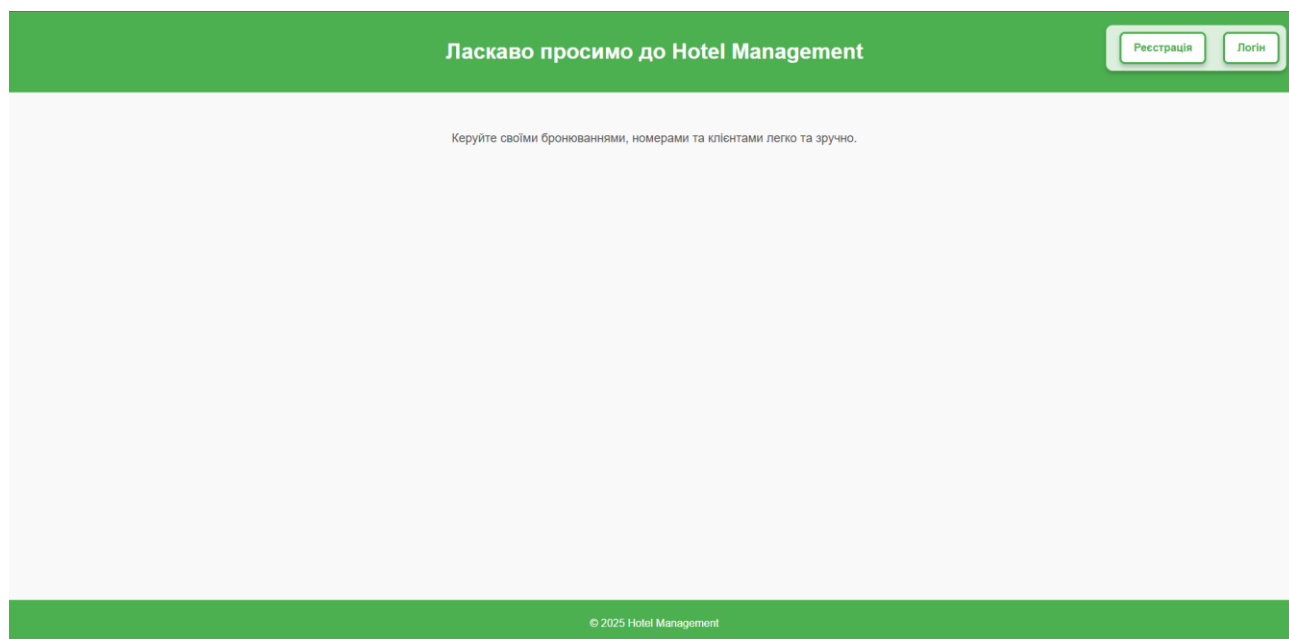 Ласкаво просимо до Hotel Management
Реєстрація
Логін
Керуйте своїми бронюваннями, номерами та клієнтами легко та зручно.
© 2025 Hotel Management